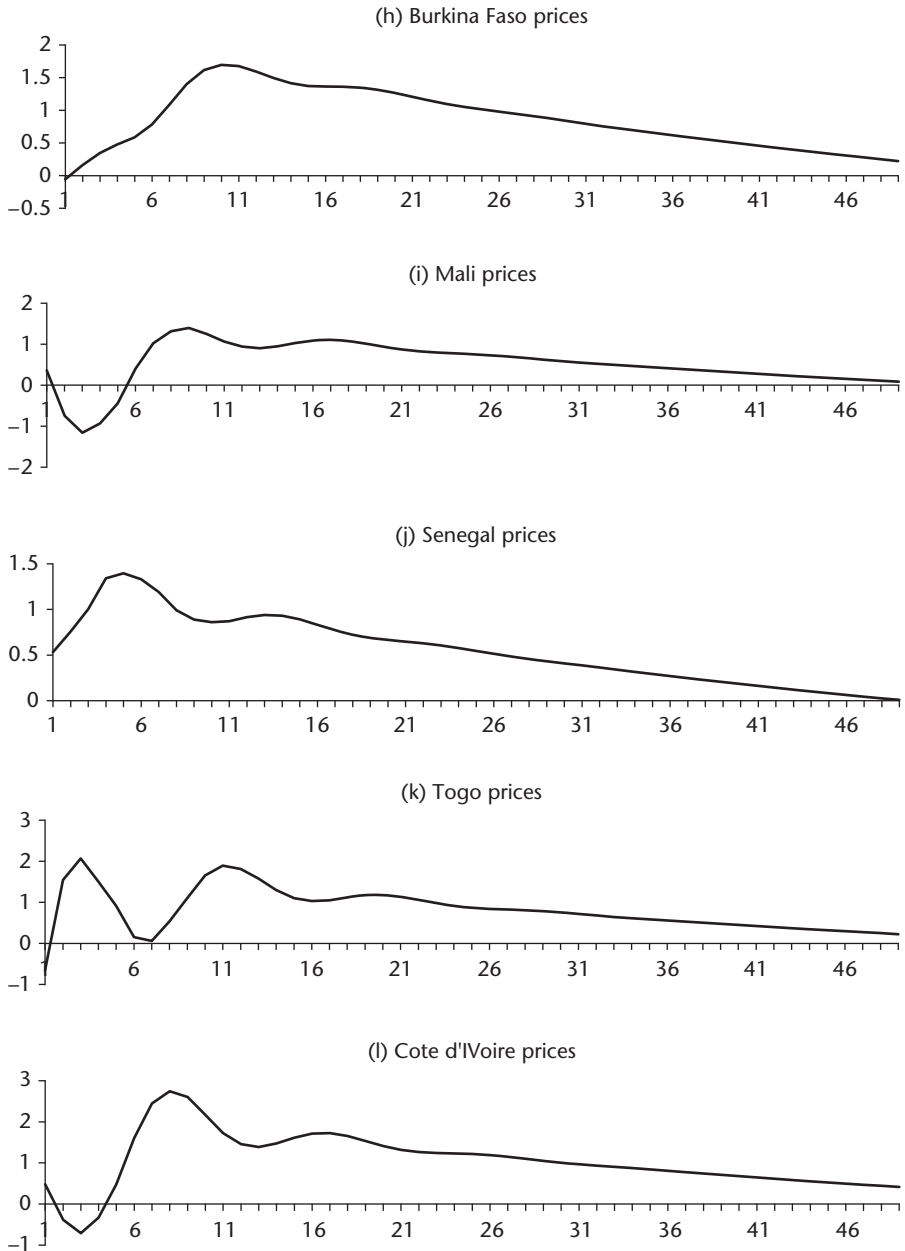 (h) Burkina Faso prices
2
1.5
1
0.5
0
–0.5
1 6 11 16 21 26 31 36 41 46
(i) Mali prices
2
1
0
–1
–2
1 6 11 16 21 26 31 36 41 46
(j) Senegal prices
1.5
1
0.5
0
1 6 11 16 21 26 31 36 41 46
(k) Togo prices
3
2
1
0
–1
6 11 16 21 26 31 36 41 46
(l) Cote d'IVoire prices
3
2
1
0
–1
1 6 11 16 21 26 31 36 41 46